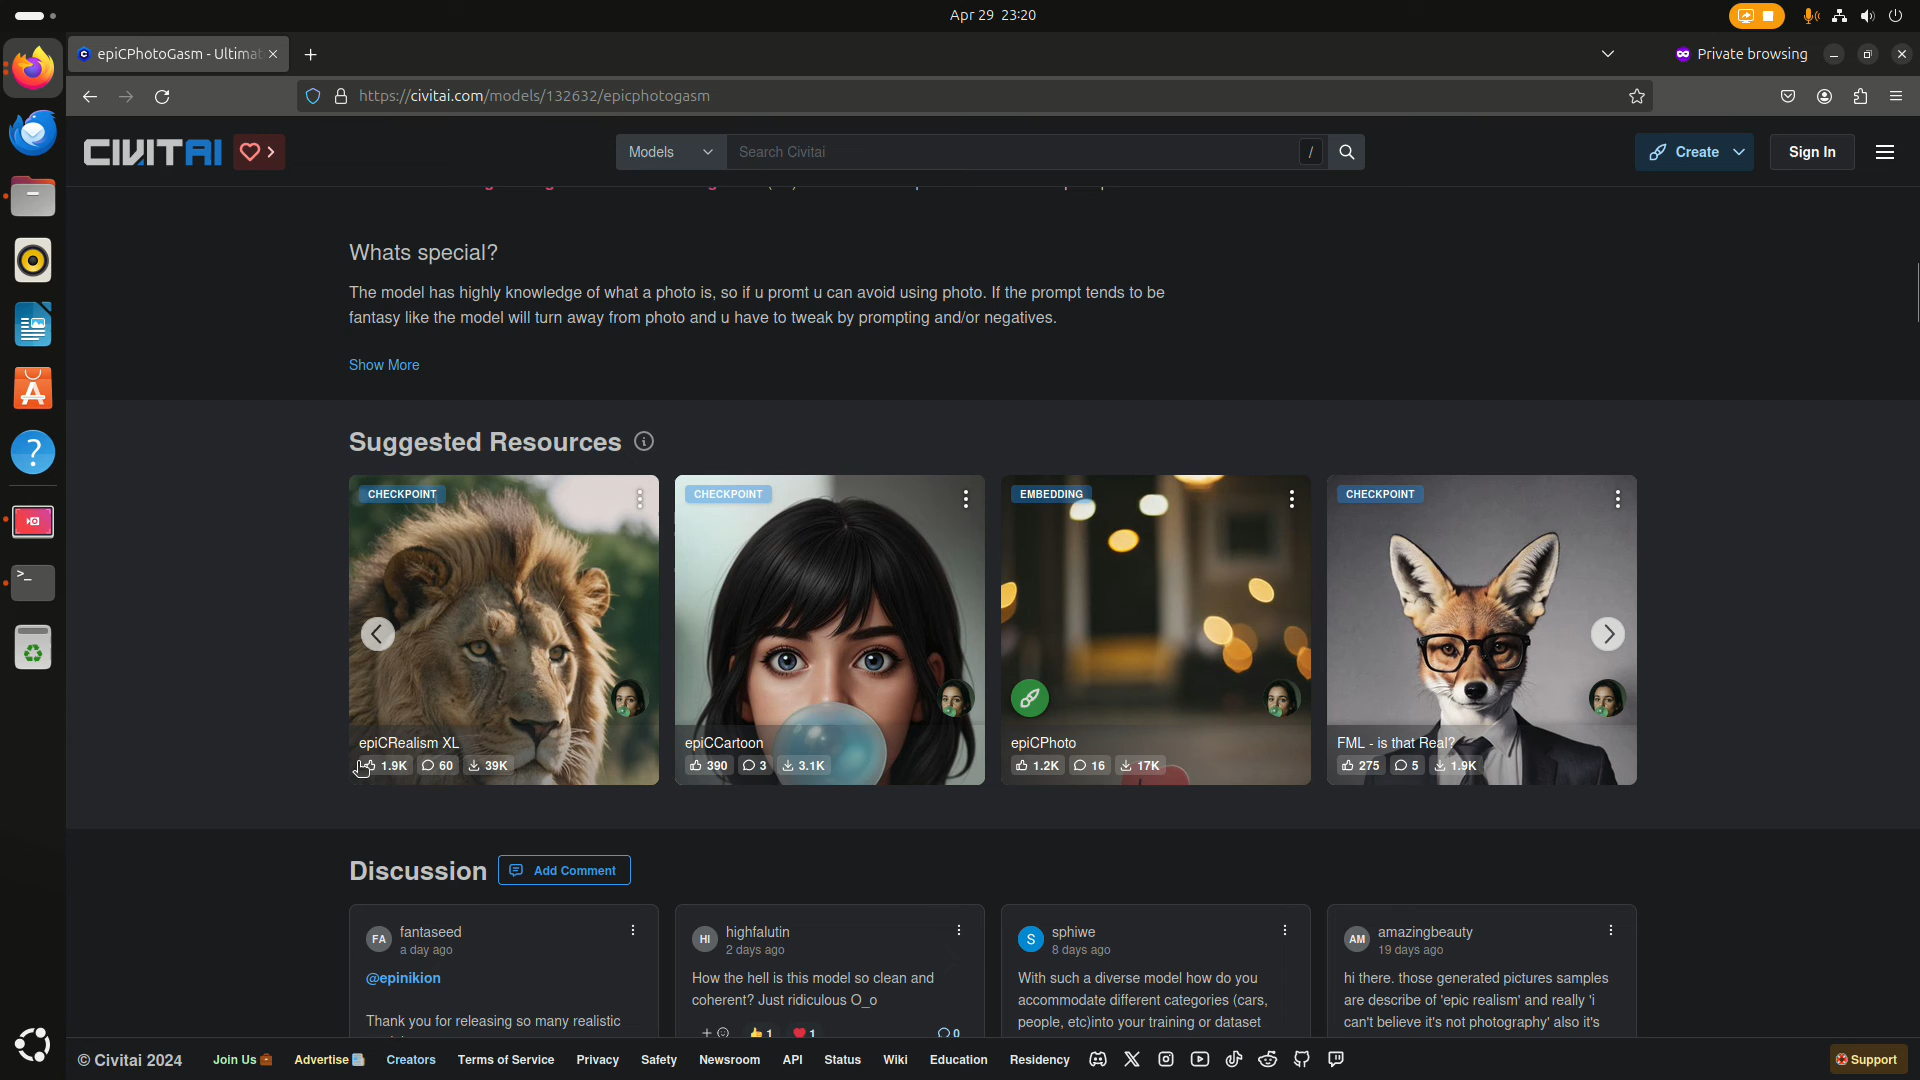 Apr 29 23:20
epiCPhotoGasm - Ultimat
Private browsing
https://civitai.com/models/132632/epicphotogasm
CIVITAI
Models
Search Civitai
/
Create
Sign In
Whats special?
The model has highly knowledge of what a photo is, so if u promt u can avoid using photo. If the prompt tends to be
fantasy like the model will turn away from photo and u have to tweak by prompting and/or negatives.
Show More
Suggested Resources
CHECKPOINT
epiCRealism XL
1.9K 60 39K
CHECKPOINT
epiCCartoon
390 3 3.1K
EMBEDDING
epiCPhoto
1.2K 16 17K
CHECKPOINT
FML - is that Real?
275 5 1.9K
Discussion
Add Comment
FA
fantaseed
a day ago
@epinikion
Thank you for releasing so many realistic
HI
highfalutin
2 days ago
How the hell is this model so clean and
coherent? Just ridiculous O_o
1 1 0
S
sphiwe
8 days ago
With such a diverse model how do you
accommodate different categories (cars,
people, etc)into your training or dataset
AM
amazingbeauty
19 days ago
hi there. those generated pictures samples
are describe of 'epic realism' and really 'i
can't believe it's not photography' also it's
© Civitai 2024
Join Us
Advertise
Creators
Terms of Service
Privacy
Safety
Newsroom
API
Status
Wiki
Education
Residency
Support